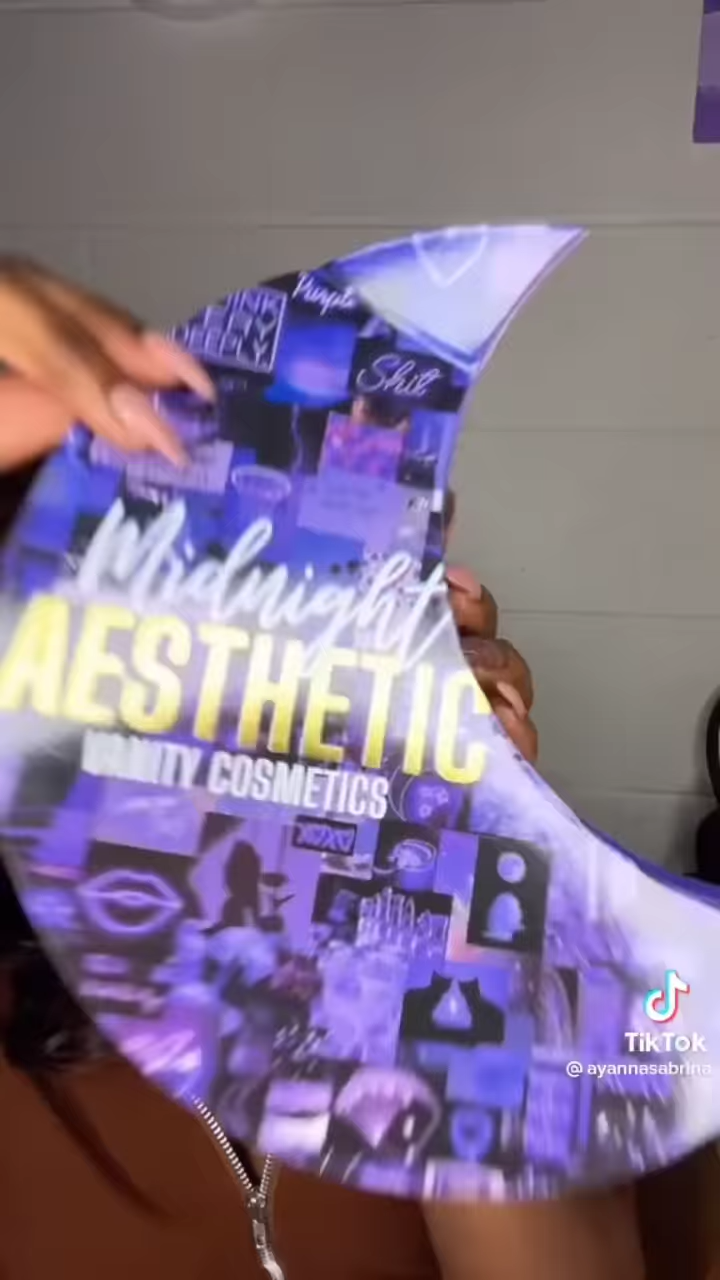 Purple
Shit
Midnight
AESTHETIC
VANITY COSMETICS
TikTok
@ayannasabrina